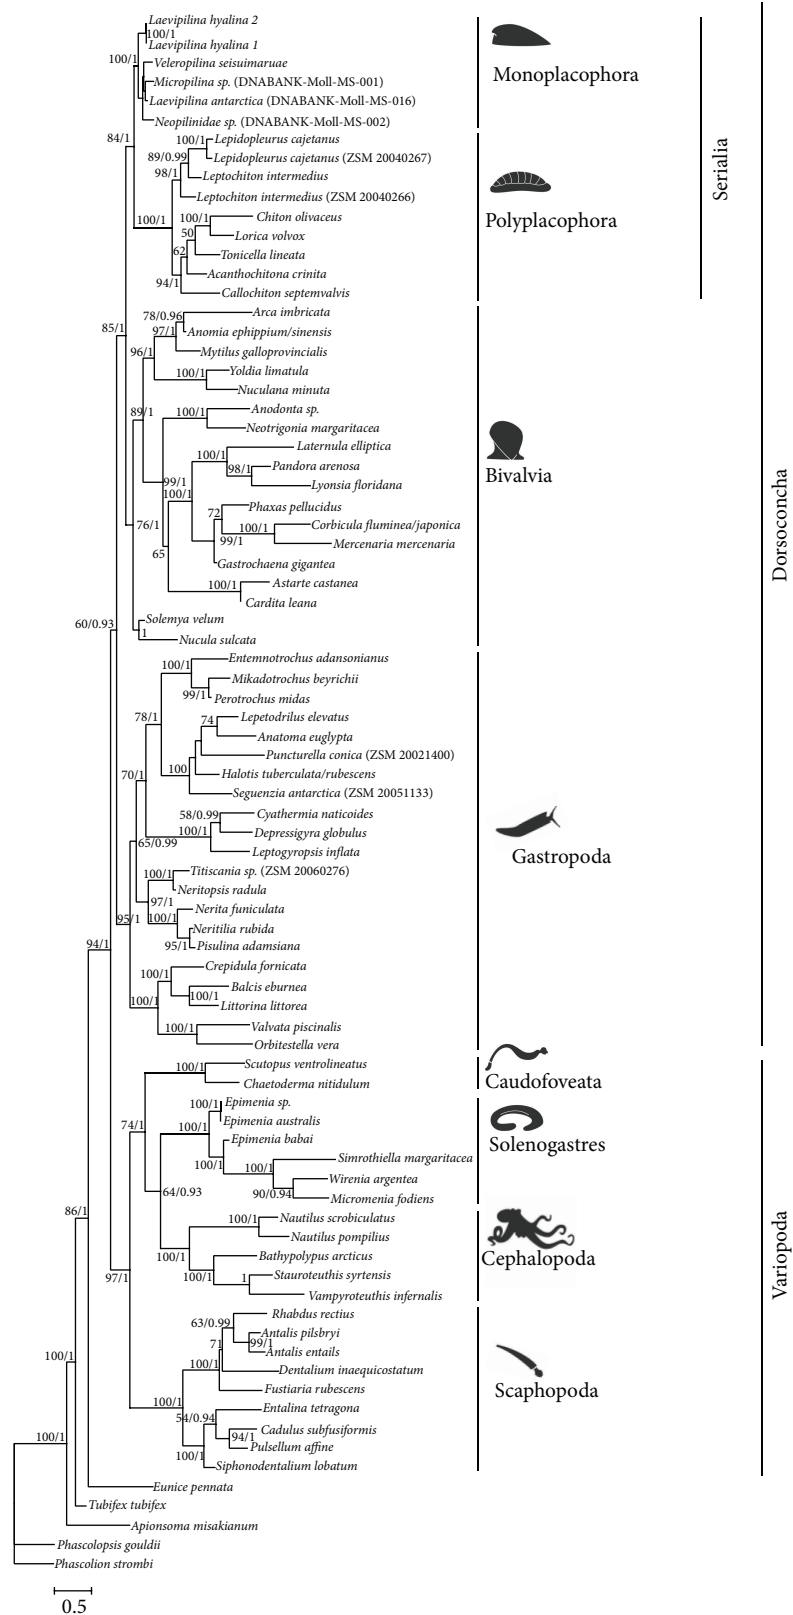 Laevipilina hyalina 2
100/1
Laevipilina hyalina 1
100/1
Veleropilina seisuimaruae
Micropilina sp. (DNABANK-Moll-MS-001)
Laevipilina antarctica (DNABANK-Moll-MS-016)
Neopilinidae sp. (DNABANK-Moll-MS-002)
Monoplacophora
84/1
100/1
Lepidopleurus cajetanus
89/0.99
Lepidopleurus cajetanus (ZSM 20040267)
98/1
Leptochiton intermedius
Leptochiton intermedius (ZSM 20040266)
100/1
100/1
Chiton olivaceus
50
Lorica volvox
62
Tonicella lineata
Acanthochitona crinita
94/1
Callochiton septemvalvis
Polyplacophora
Serialia
85/1
78/0.96
Arca imbricata
97/1
Anomia ephippium/sinensis
96/1
Mytilus galloprovincialis
100/1
Yoldia limatula
Nuculana minuta
89/1
100/1
Anodonta sp.
Neotrigonia margaritacea
Laternula elliptica
100/1
98/1
Pandora arenosa
99/1
Lyonsia floridana
100/1
Phaxas pellucidus
72
100/1
Corbicula fluminea/japonica
76/1
99/1
Mercenaria mercenaria
65
Gastrochaena gigantea
100/1
Astarte castanea
Cardita leana
Bivalvia
Dorsoconcha
60/0.93
Solemya velum
1
Nucula sulcata
Entemnotrochus adansonianus
100/1
Mikadotrochus beyrichii
99/1
Perotrochus midas
78/1
74
Lepetodrilus elevatus
Anatoma euglypta
Puncturella conica (ZSM 20021400)
70/1
100
Halotis tuberculata/rubescens
Seguenzia antarctica (ZSM 20051133)
58/0.99
Cyathermia naticoides
100/1
Depressigyra globulus
65/0.99
Leptogyropsis inflata
100/1
Titiscania sp. (ZSM 20060276)
Neritopsis radula
97/1
95/1
100/1
Nerita funiculata
Neritilia rubida
95/1
Pisulina adamsiana
94/1
100/1
Crepidula fornicata
Balcis eburnea
100/1
100/1
Littorina littorea
100/1
Valvata piscinalis
Orbitestella vera
Gastropoda
100/1
Scutopus ventrolineatus
Chaetoderma nitidulum
Caudofoveata
74/1
100/1
Epimenia sp.
Epimenia australis
100/1
Epimenia babai
100/1
100/1
Simrothiella margaritacea
Wirenia argentea
64/0.93
90/0.94
Micromenia fodiens
Solenogastres
86/1
100/1
Nautilus scrobiculatus
Nautilus pompilius
100/1
Bathypolypus arcticus
97/1
100/1
1
Stauroteuthis syrtensis
Vampyroteuthis infernalis
Cephalopoda
Variopoda
63/0.99
Rhabdus rectius
71
Antalis pilsbryi
99/1
Antalis entails
100/1
100/1
Dentalium inaequicostatum
Fustiaria rubescens
100/1
54/0.94
Entalina tetragona
94/1
Cadulus subfusiformis
Pulsellum affine
100/1
Siphonodentalium lobatum
Scaphopoda
100/1
Eunice pennata
Tubifex tubifex
Apionsoma misakianum
Phascolopsis gouldii
Phascolion strombi
0.5